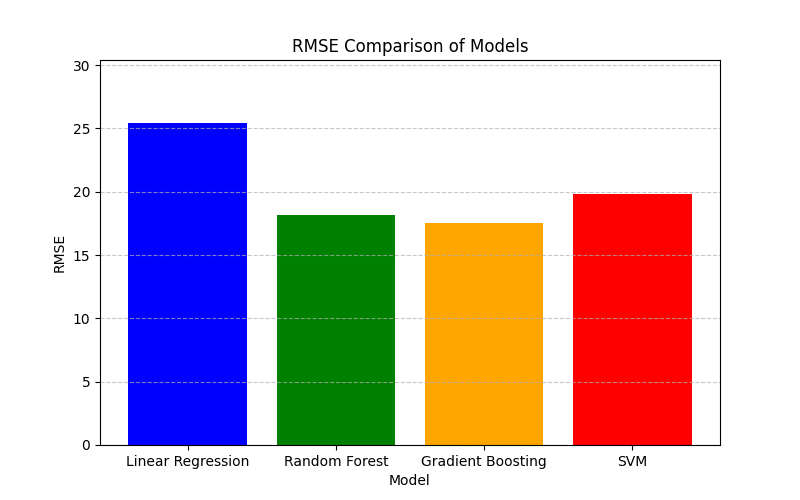 RMSE Comparison of Models
30
25
20
15
10
5
0
RMSE
Linear Regression
Random Forest
Gradient Boosting
SVM
Model